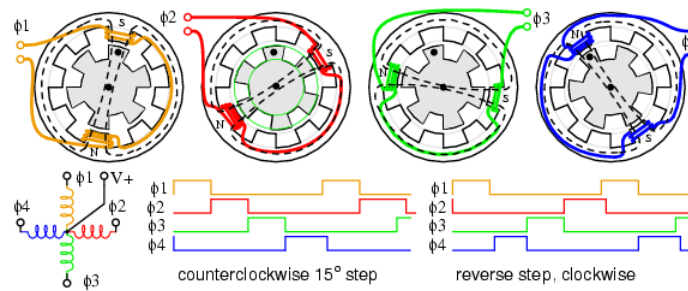 ϕ1 S N
ϕ2 S N
N S ϕ3
N S ϕ
ϕ1 V+
ϕ4 ϕ2
ϕ3
ϕ1
ϕ2
ϕ3
ϕ4
counterclockwise 15° step
ϕ1
ϕ2
ϕ3
ϕ4
reverse step, clockwise